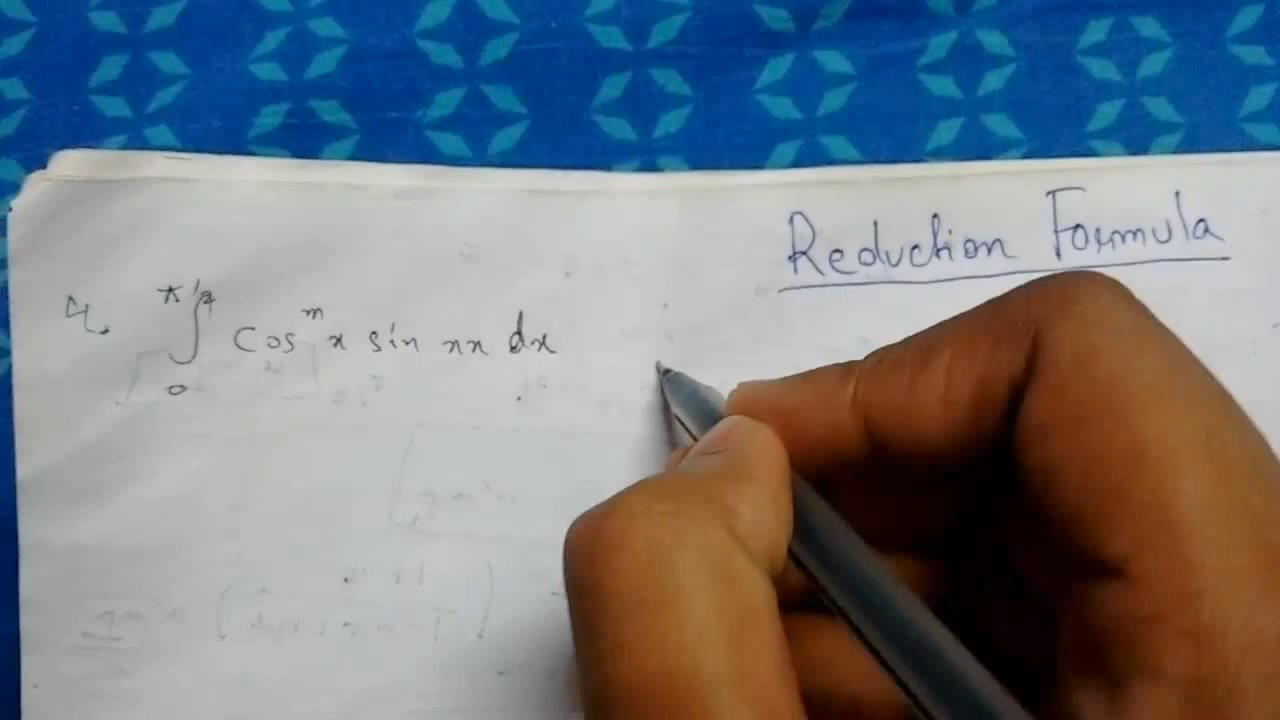 Reduction Formula
4. ∫₀^{π/2} Cos^m x sin nx dx